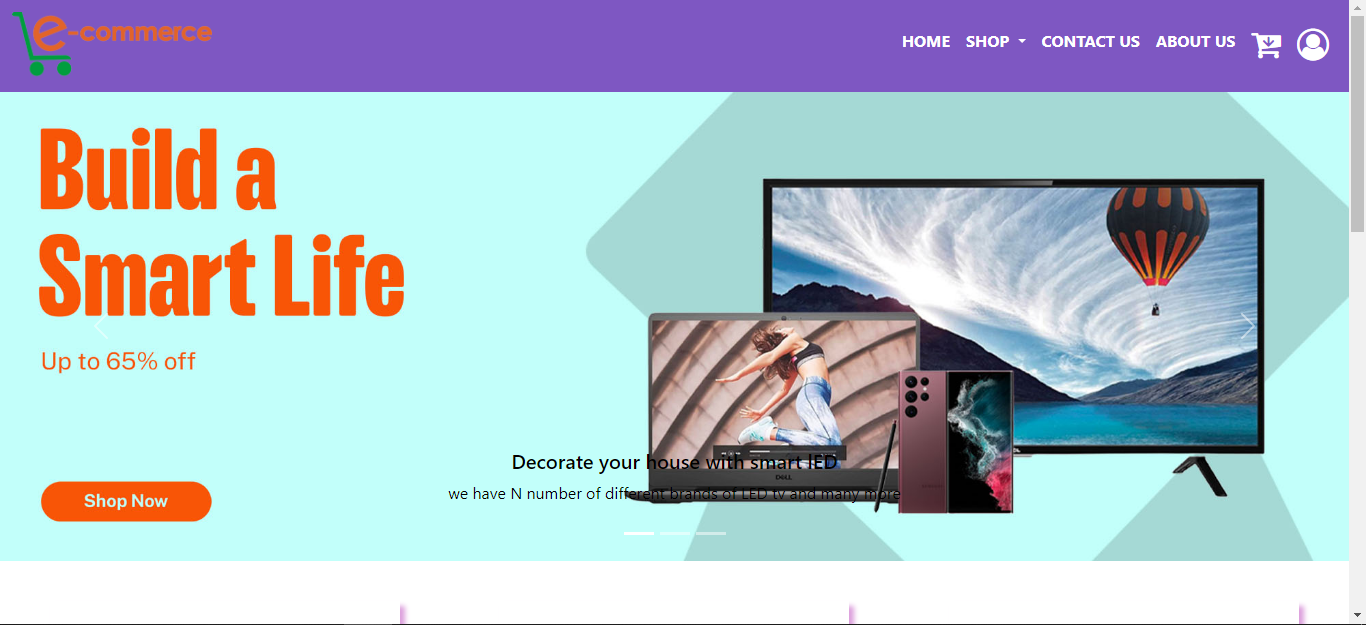 e-commerce
HOME SHOP CONTACT US ABOUT US
Build a
Smart Life
Up to 65% off
Decorate your house with smart lED
we have N number of different brands of LED tv and many more
Shop Now
DELL